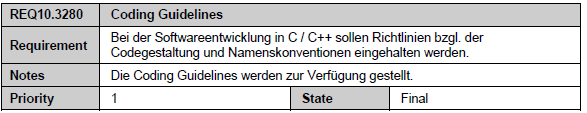 REQ10.3280 Coding Guidelines
Requirement Bei der Softwareentwicklung in C / C++ sollen Richtlinien bzgl. der
Codegestaltung und Namenskonventionen eingehalten werden.
Notes Die Coding Guidelines werden zur Verfügung gestellt.
Priority 1 State Final